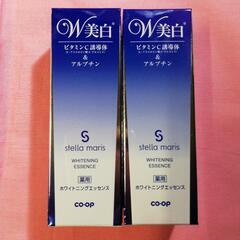 W美白
ビタミンC誘導体
&
アルブチン
stella maris
WHITENING
ESSENCE
薬用
ホワイトニングエッセンス
co·op
W美白
ビタミンC誘導体
&
アルブチン
stella maris
WHITENING
ESSENCE
薬用
ホワイトニングエッセンス
co·op